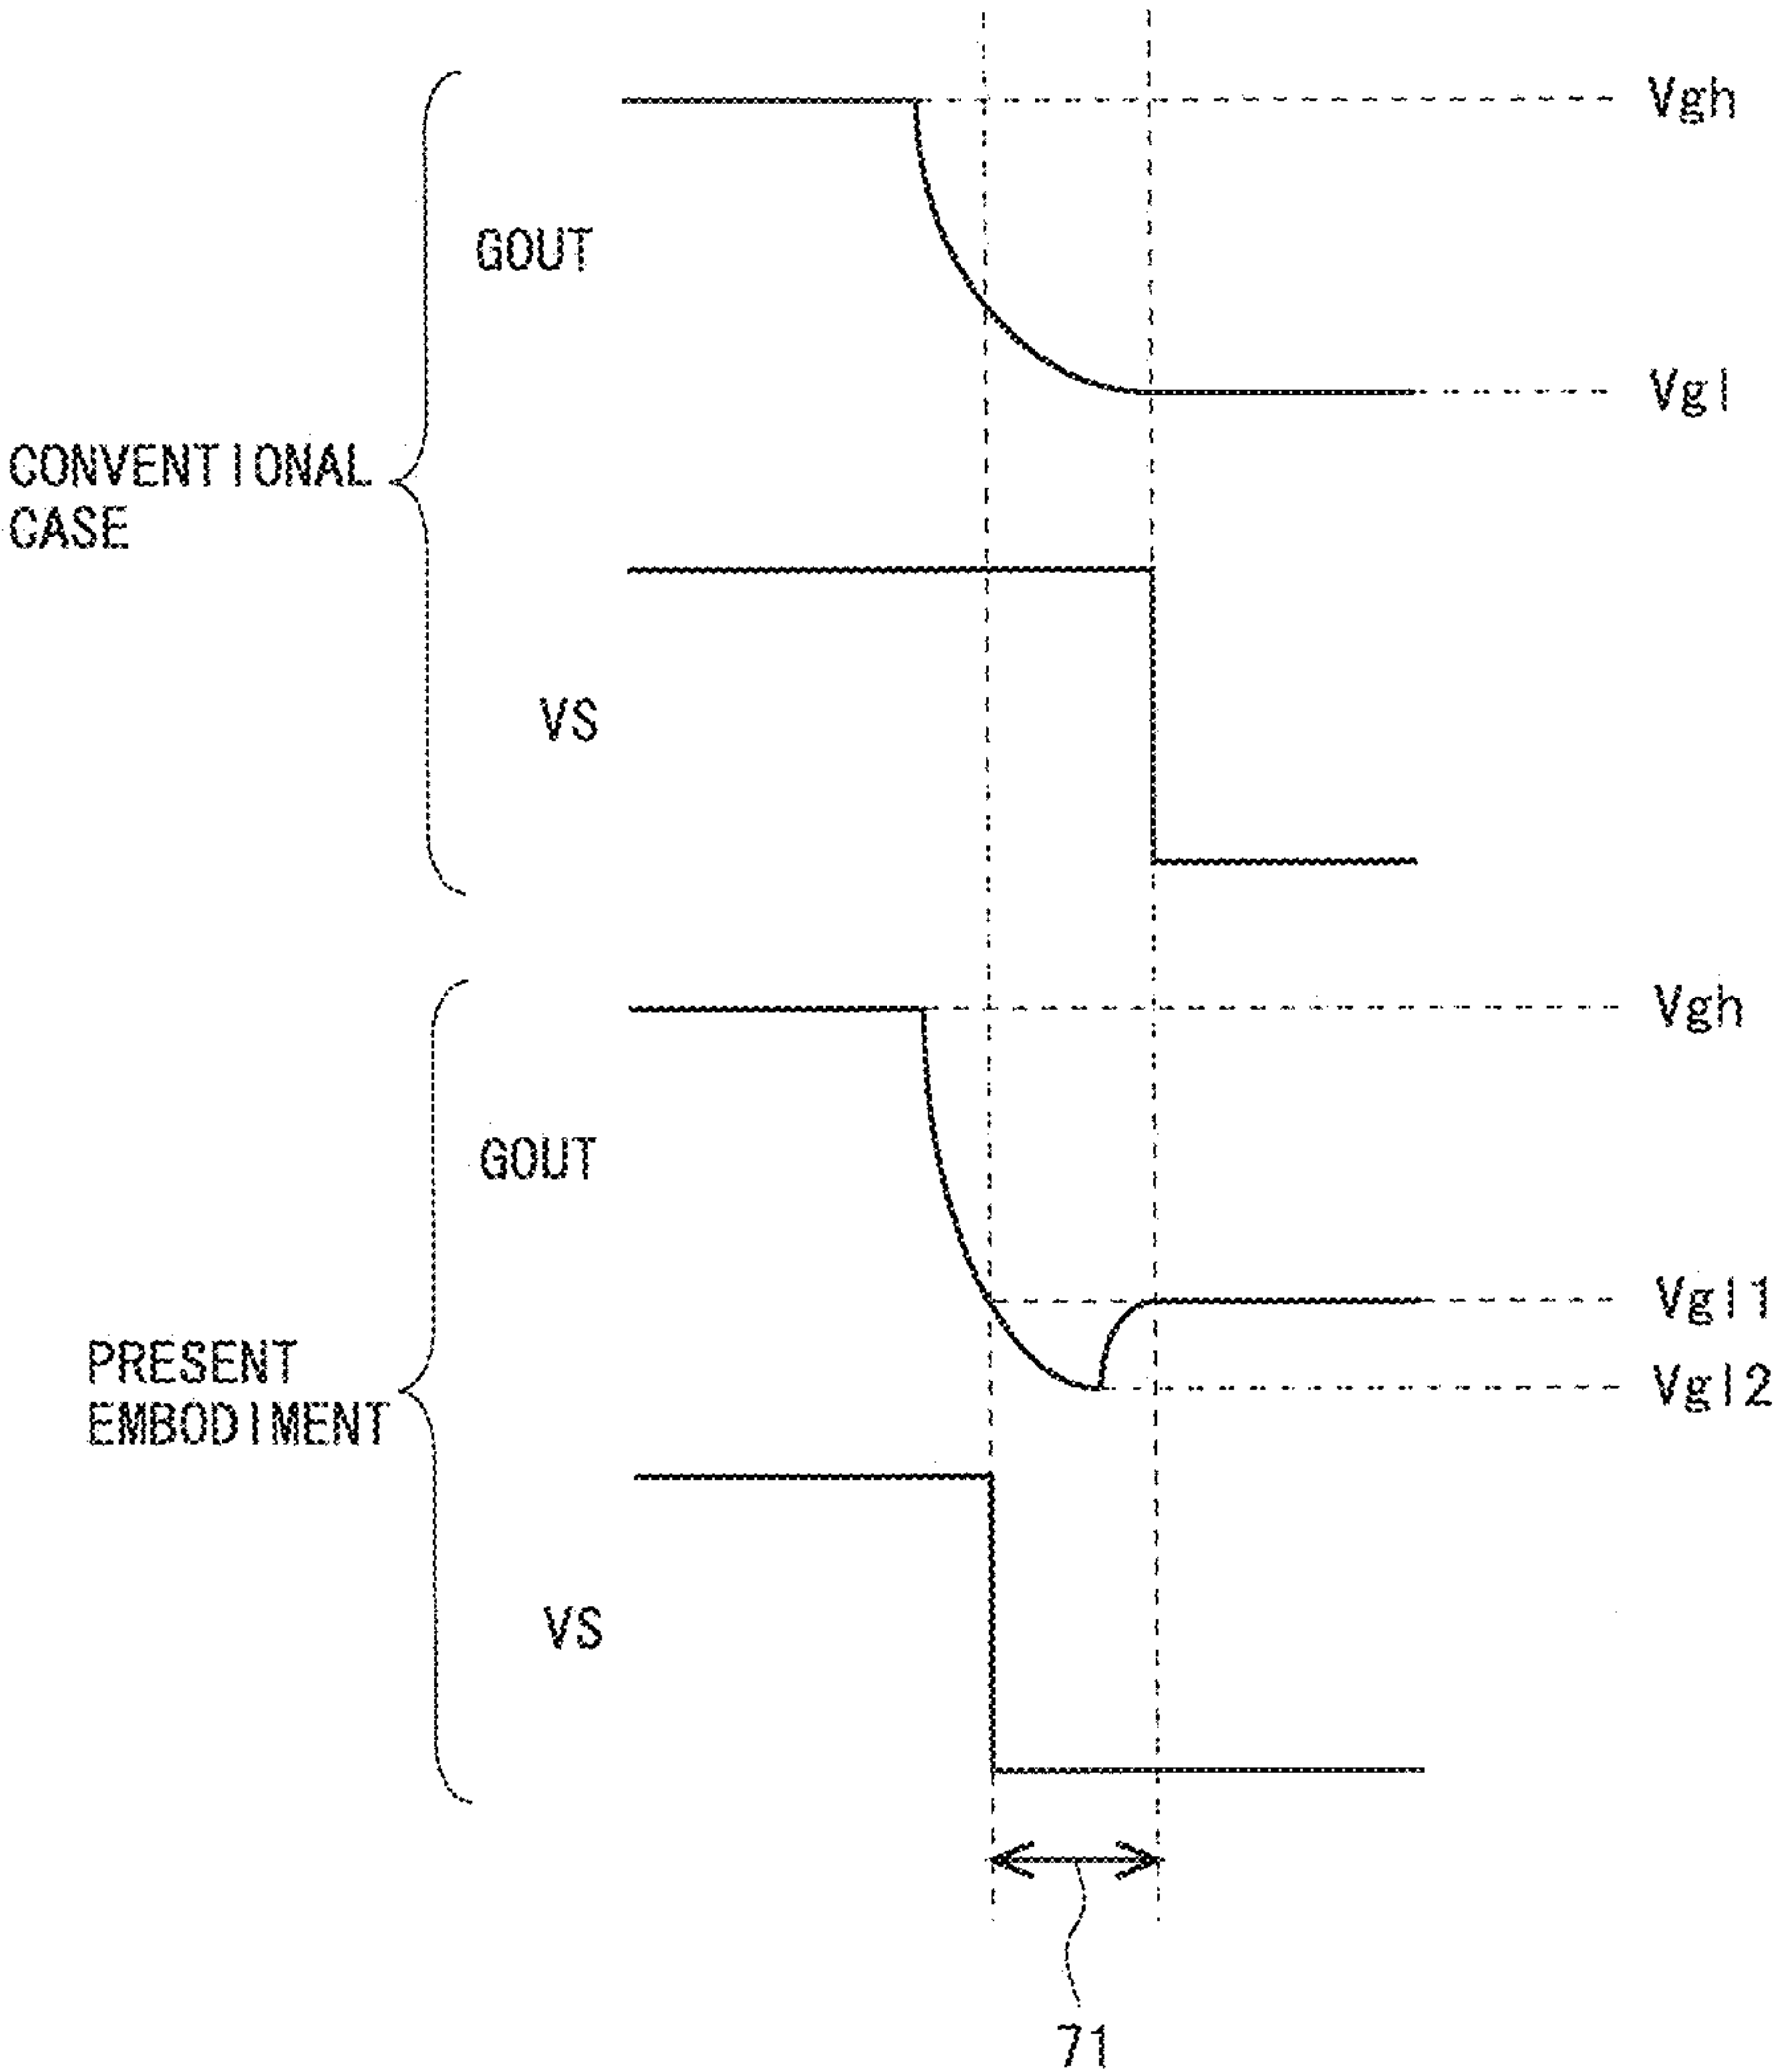 Vgh
GOUT
Vgl
CONVENTIONAL
CASE
VS
Vgh
GOUT
Vgl1
PRESENT
EMBODIMENT
Vgl2
VS
71